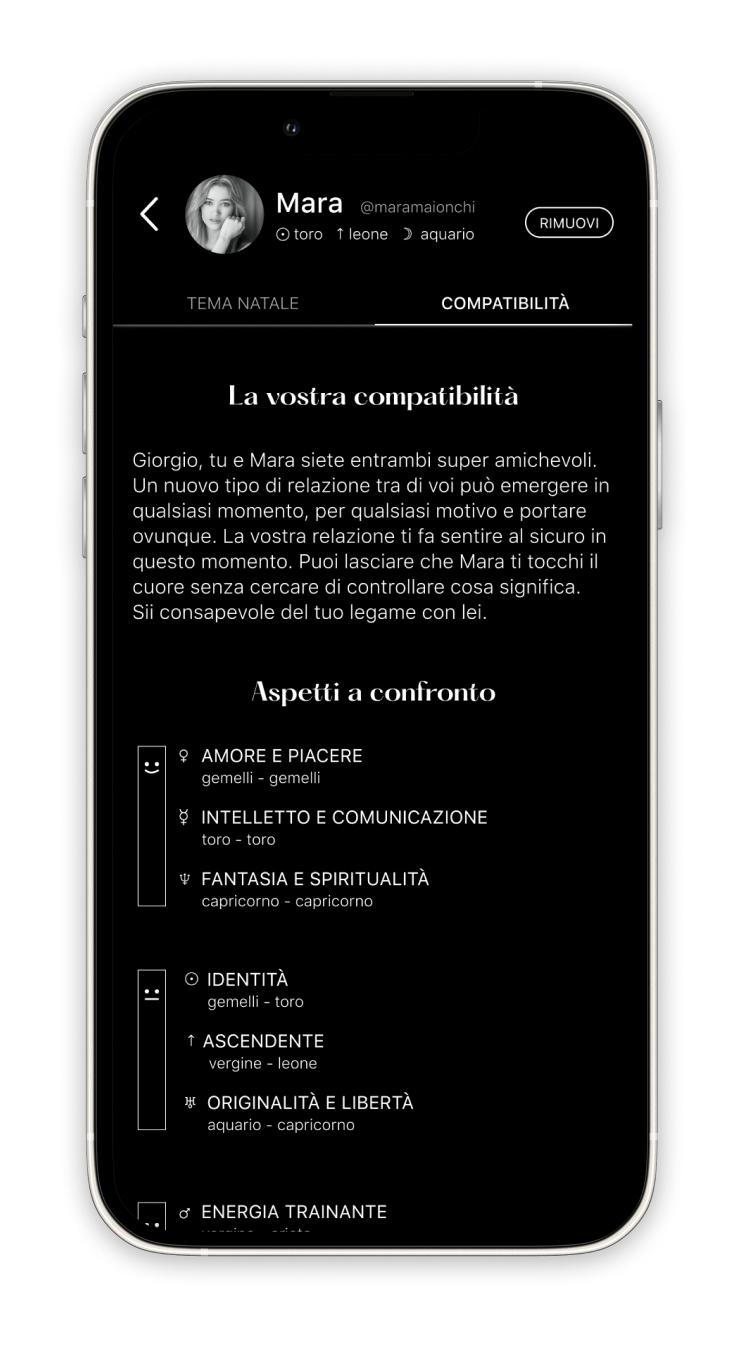 Mara @maramaionchi
☉ toro ↑ leone ☽ aquario
RIMUOVI
TEMA NATALE COMPATIBILITÀ
La vostra compatibilità
Giorgio, tu e Mara siete entrambi super amichevoli.
Un nuovo tipo di relazione tra di voi può emergere in
qualsiasi momento, per qualsiasi motivo e portare
ovunque. La vostra relazione ti fa sentire al sicuro in
questo momento. Puoi lasciare che Mara ti tocchi il
cuore senza cercare di controllare cosa significa.
Sii consapevole del tuo legame con lei.
Aspetti a confronto
♀ AMORE E PIACERE
gemelli - gemelli
☿ INTELLETTO E COMUNICAZIONE
toro - toro
♆ FANTASIA E SPIRITUALITÀ
capricorno - capricorno
☉ IDENTITÀ
gemelli - toro
↑ ASCENDENTE
vergine - leone
♅ ORIGINALITÀ E LIBERTÀ
aquario - capricorno
♂ ENERGIA TRAINANTE